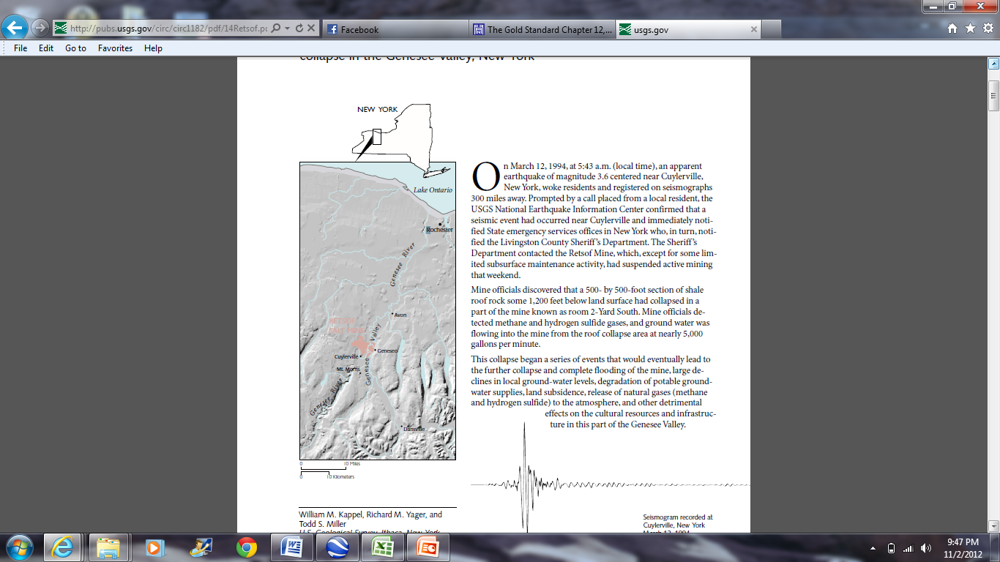 http://pubs.usgs.gov/circ/circ1182/pdf/14Retsof.pc
Facebook
The Gold Standard Chapter 12,...
usgs.gov
File Edit Go to Favorites Help
collapse in the Genesee Valley, New York
NEW YORK
Lake Ontario
Rochester
Genesee River
Avon
RETSOF
SALT MINE
Genesee Valley
Geneseo
Cuylerville
Mt. Morris
Genesee River
Dansville
0 10 Miles
0 10 Kilometers
William M. Kappel, Richard M. Yager, and
Todd S. Miller
U.S. Geological Survey, Ithaca, New York
On March 12, 1994, at 5:43 a.m. (local time), an apparent
earthquake of magnitude 3.6 centered near Cuylerville,
New York, woke residents and registered on seismographs
300 miles away. Prompted by a call placed from a local resident, the
USGS National Earthquake Information Center confirmed that a
seismic event had occurred near Cuylerville and immediately noti-
fied State emergency services offices in New York who, in turn, noti-
fied the Livingston County Sheriff's Department. The Sheriff's
Department contacted the Retsof Mine, which, except for some lim-
ited subsurface maintenance activity, had suspended active mining
that weekend.
Mine officials discovered that a 500- by 500-foot section of shale
roof rock some 1,200 feet below land surface had collapsed in a
part of the mine known as room 2-Yard South. Mine officials de-
tected methane and hydrogen sulfide gases, and ground water was
flowing into the mine from the roof collapse area at nearly 5,000
gallons per minute.
This collapse began a series of events that would eventually lead to
the further collapse and complete flooding of the mine, large de-
clines in local ground-water levels, degradation of potable ground-
water supplies, land subsidence, release of natural gases (methane
and hydrogen sulfide) to the atmosphere, and other detrimental
effects on the cultural resources and infrastruc-
ture in this part of the Genesee Valley.
Seismogram recorded at
Cuylerville, New York
March 12, 1994
9:47 PM
11/2/2012